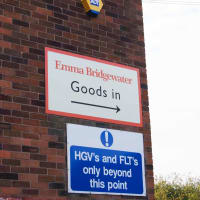 Emma Bridgewater
Goods in
HGV's and FLT's
only beyond
this point